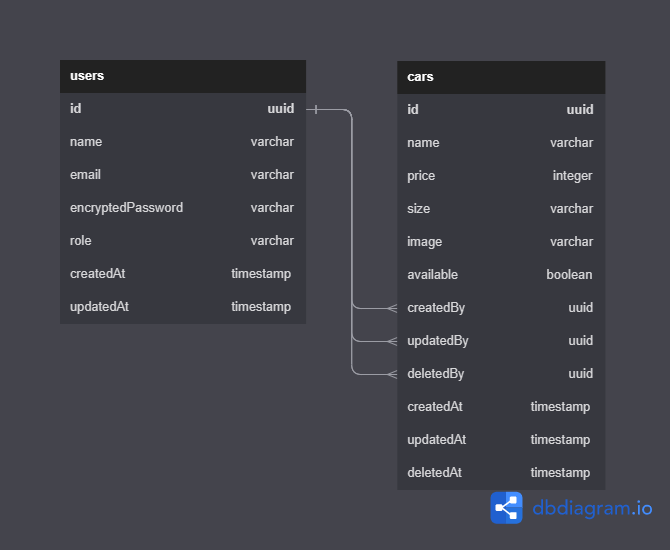 users
id uuid
name varchar
email varchar
encryptedPassword varchar
role varchar
createdAt timestamp
updatedAt timestamp
cars
id uuid
name varchar
price integer
size varchar
image varchar
available boolean
createdBy uuid
updatedBy uuid
deletedBy uuid
createdAt timestamp
updatedAt timestamp
deletedAt timestamp
dbdiagram.io